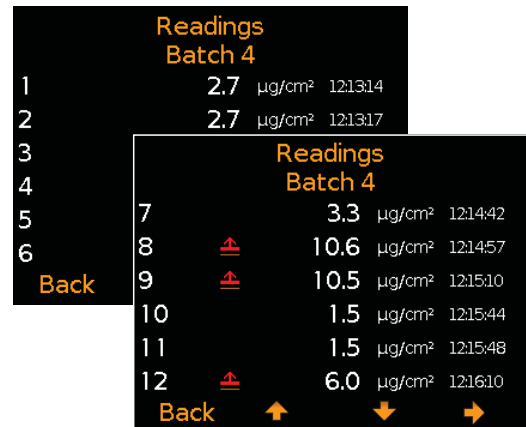 Readings
Batch 4
1 2.7 µg/cm² 12:13:14
2 2.7 µg/cm² 12:13:17
3
4
5
6
Back
Readings
Batch 4
7 3.3 µg/cm² 12:14:42
8 10.6 µg/cm² 12:14:57
9 10.5 µg/cm² 12:15:10
10 1.5 µg/cm² 12:15:44
11 1.5 µg/cm² 12:15:48
12 6.0 µg/cm² 12:16:10
Back